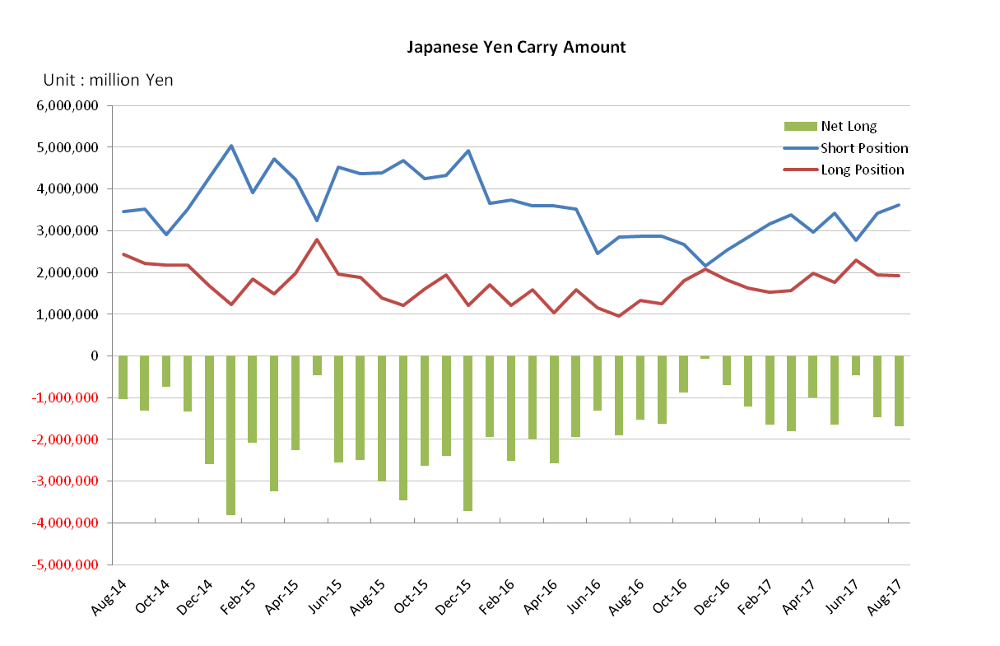 Japanese Yen Carry Amount
Unit : million Yen
6,000,000
5,000,000
4,000,000
3,000,000
2,000,000
1,000,000
0
-1,000,000
-2,000,000
-3,000,000
-4,000,000
-5,000,000
Net Long
Short Position
Long Position
Aug-14
Oct-14
Dec-14
Feb-15
Apr-15
Jun-15
Aug-15
Oct-15
Dec-15
Feb-16
Apr-16
Jun-16
Aug-16
Oct-16
Dec-16
Feb-17
Apr-17
Jun-17
Aug-17